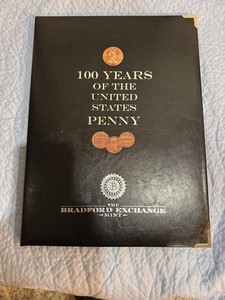 100 YEARS
OF THE
UNITED
STATES
PENNY
THE
BRADFORD EXCHANGE
MINT